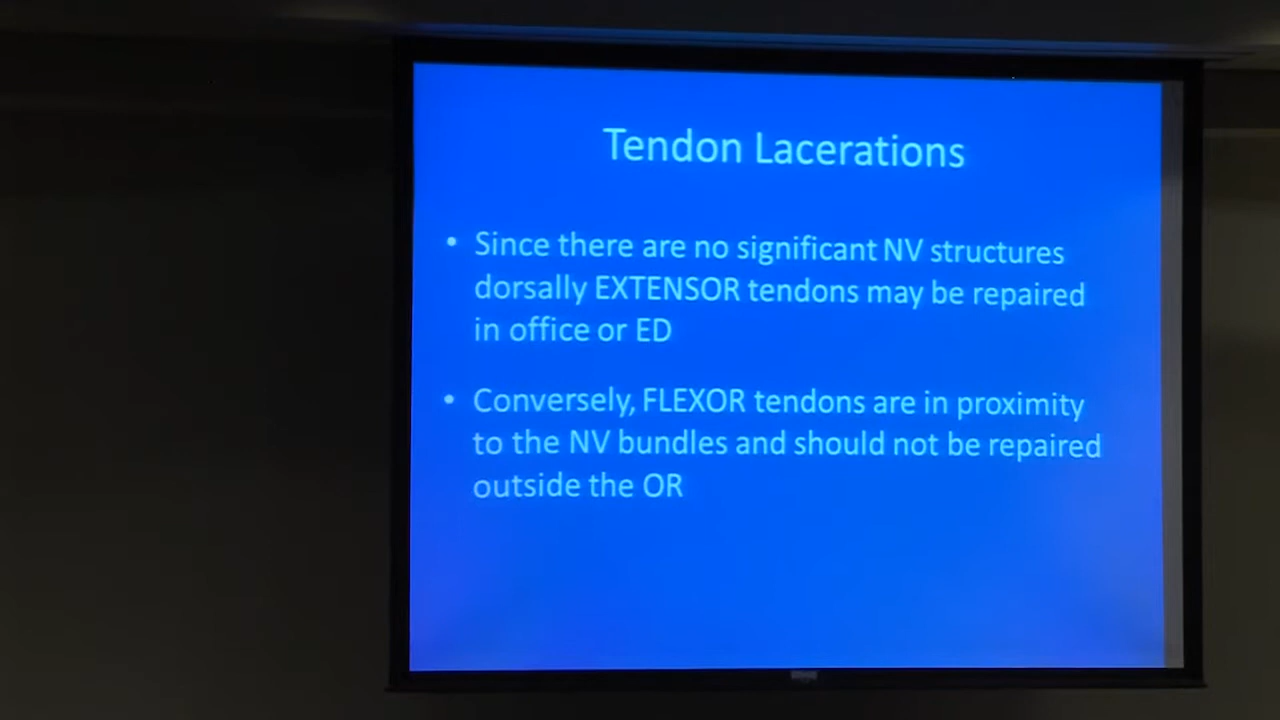 Tendon Lacerations
• Since there are no significant NV structures
dorsally EXTENSOR tendons may be repaired
in office or ED
• Conversely, FLEXOR tendons are in proximity
to the NV bundles and should not be repaired
outside the OR